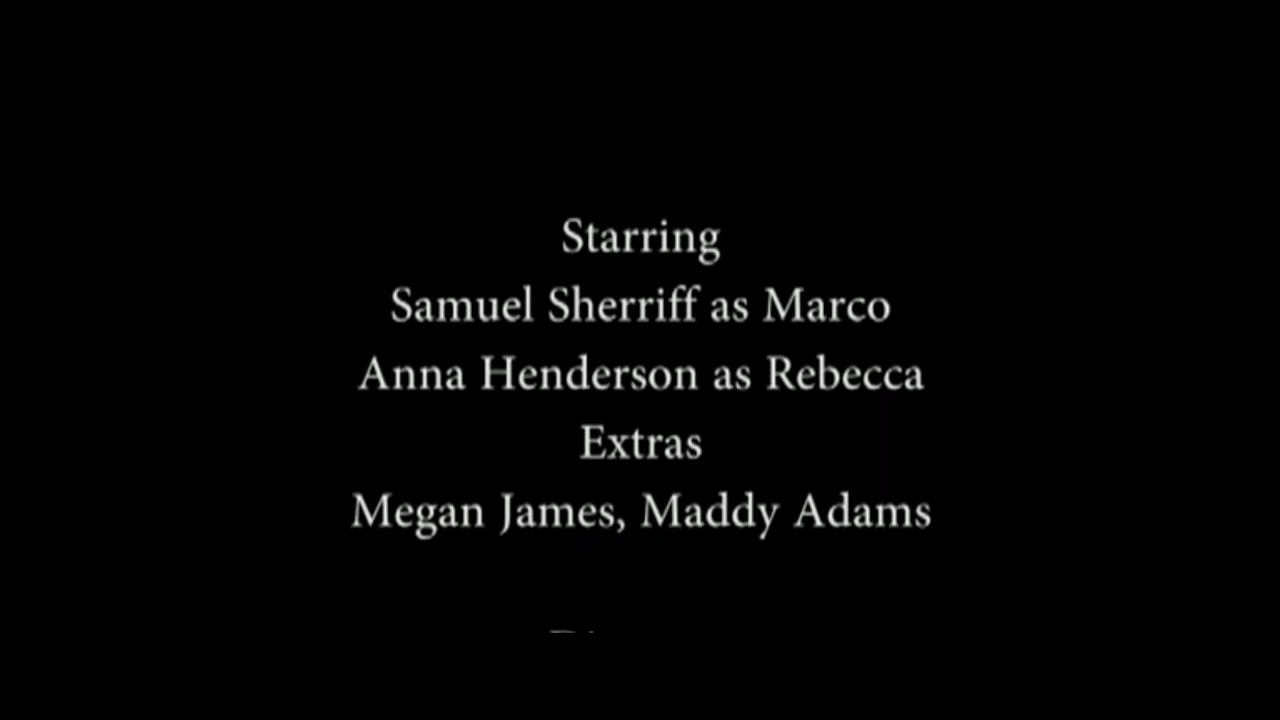 Starring
Samuel Sherriff as Marco
Anna Henderson as Rebecca
Extras
Megan James, Maddy Adams